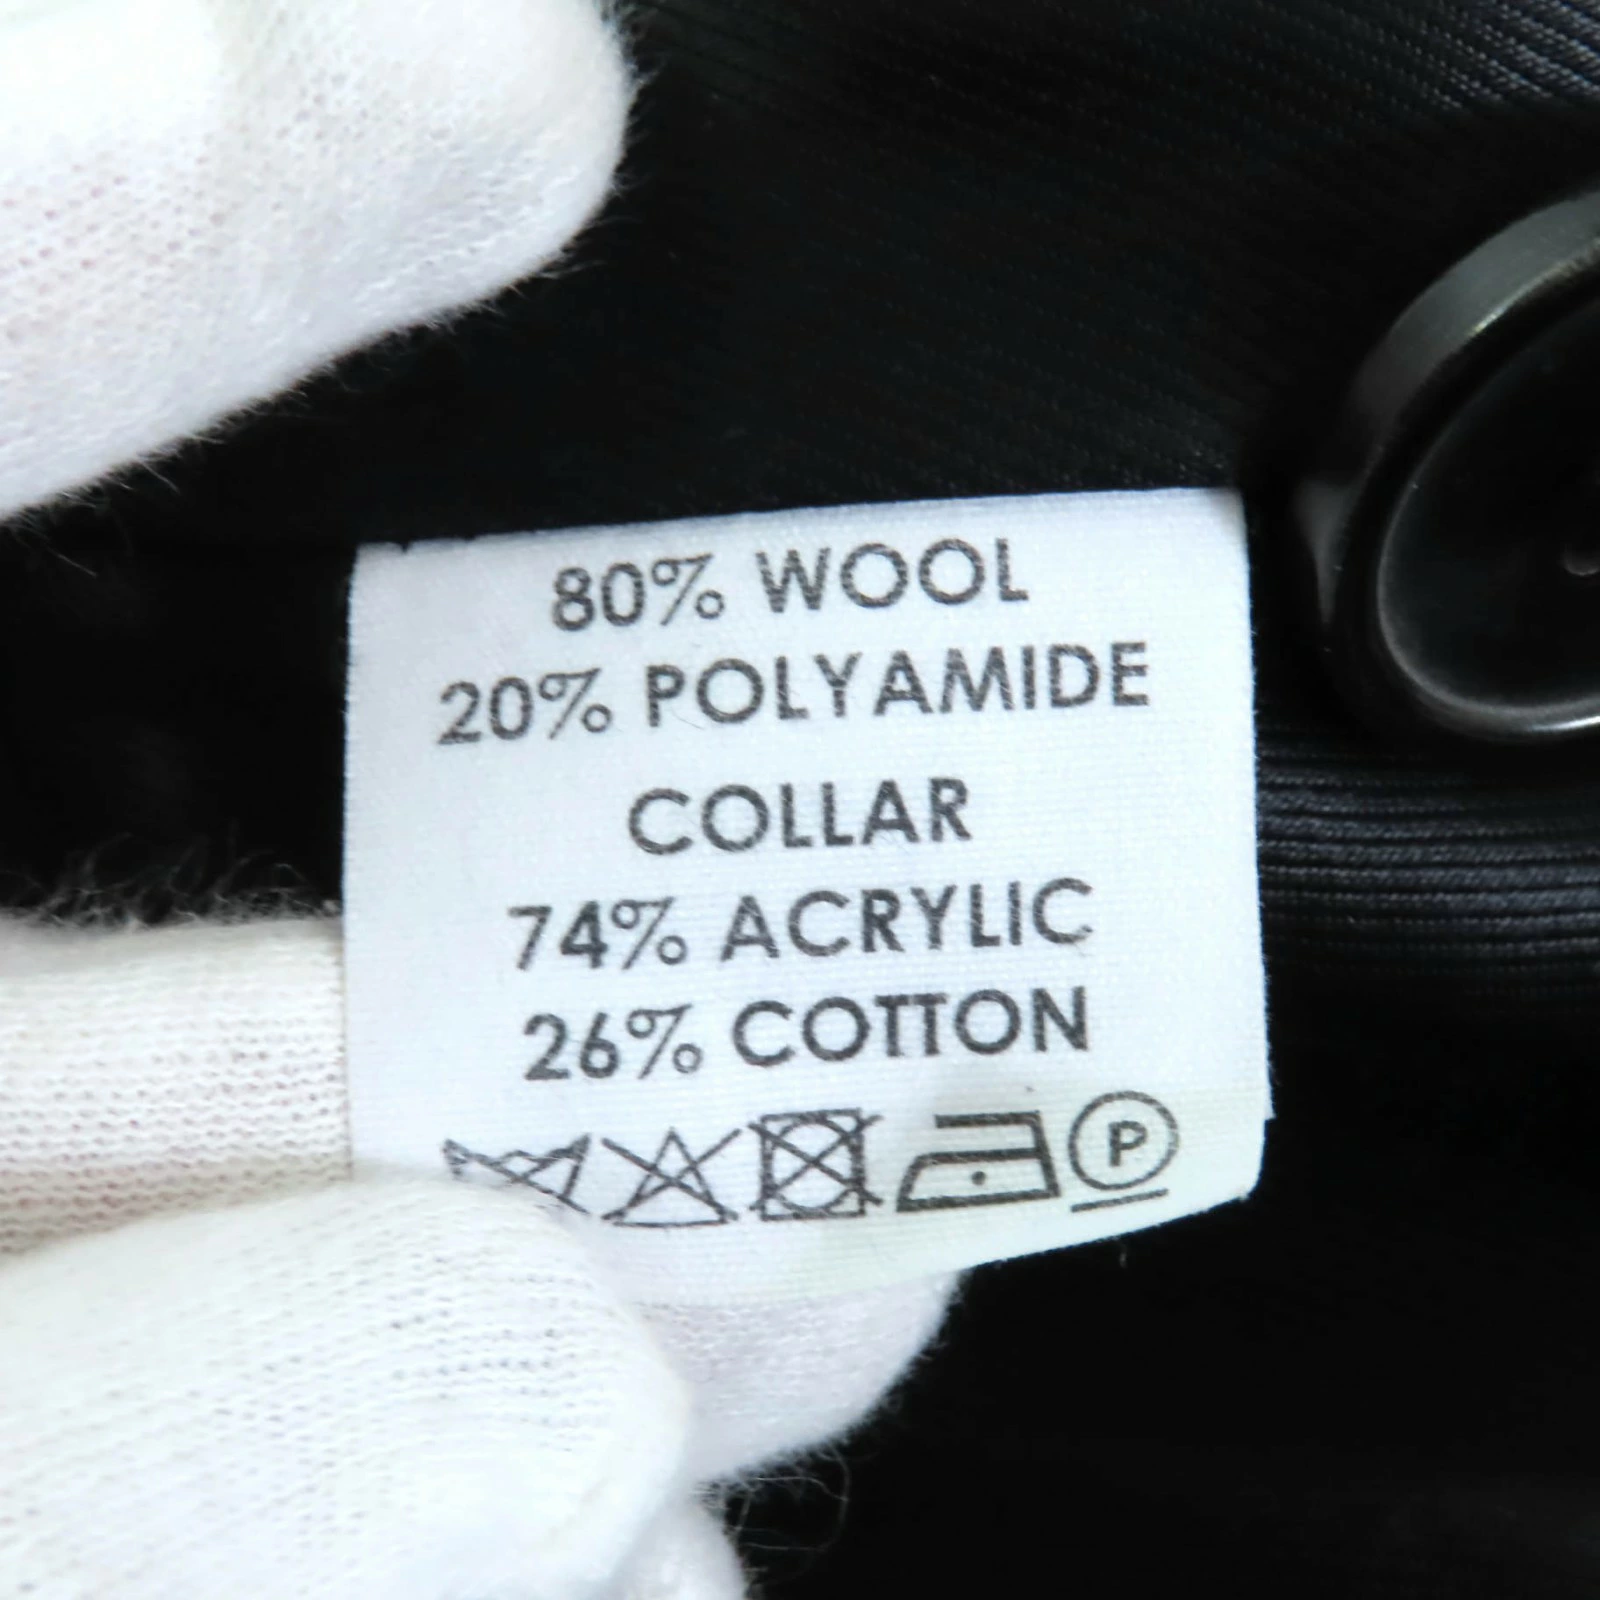 80% WOOL
20% POLYAMIDE
COLLAR
74% ACRYLIC
26% COTTON
P